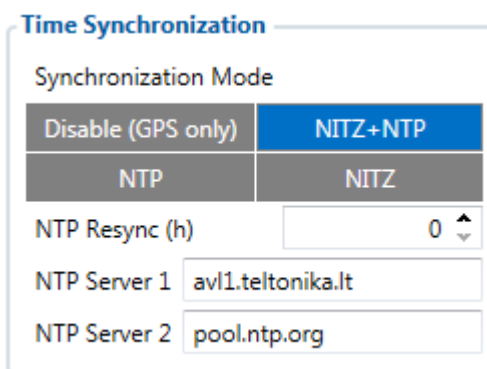 Time Synchronization
Synchronization Mode
Disable (GPS only) NITZ+NTP
NTP NITZ
NTP Resync (h) 0
NTP Server 1 avl1.teltonika.lt
NTP Server 2 pool.ntp.org